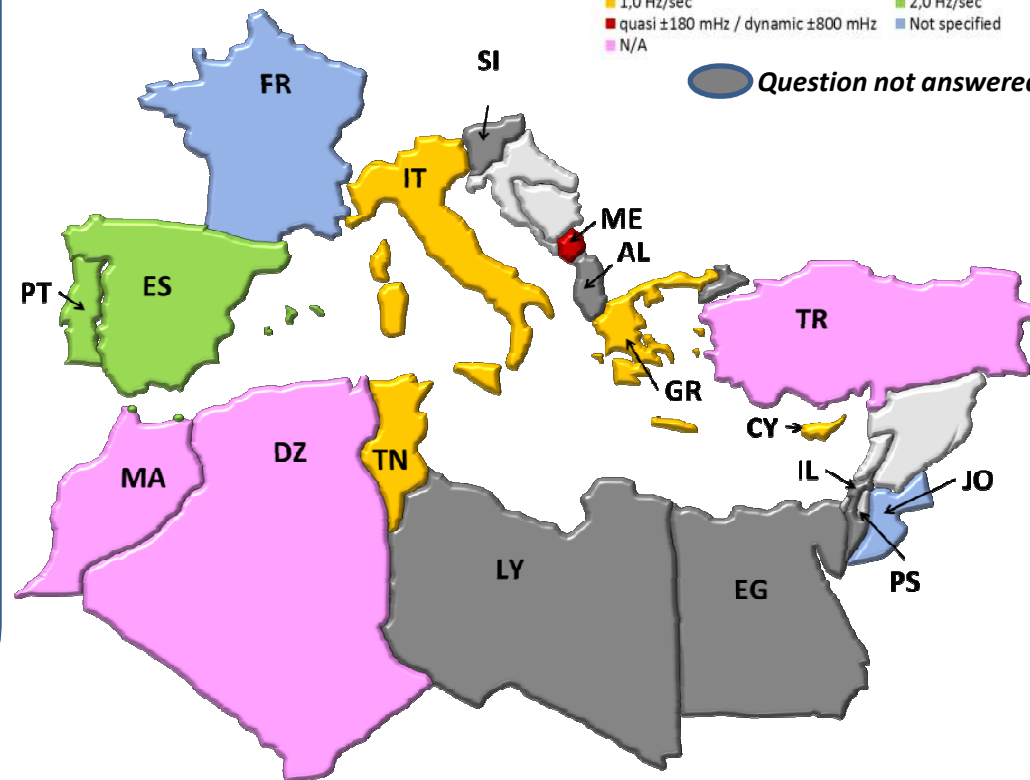 1,0 Hz/sec 2,0 Hz/sec
quasi ±180 mHz / dynamic ±800 mHz Not specified
N/A
Question not answered
FR
SI
IT
ME
AL
PT
ES
TR
GR
CY
DZ
TN
MA
IL
JO
LY
EG
PS